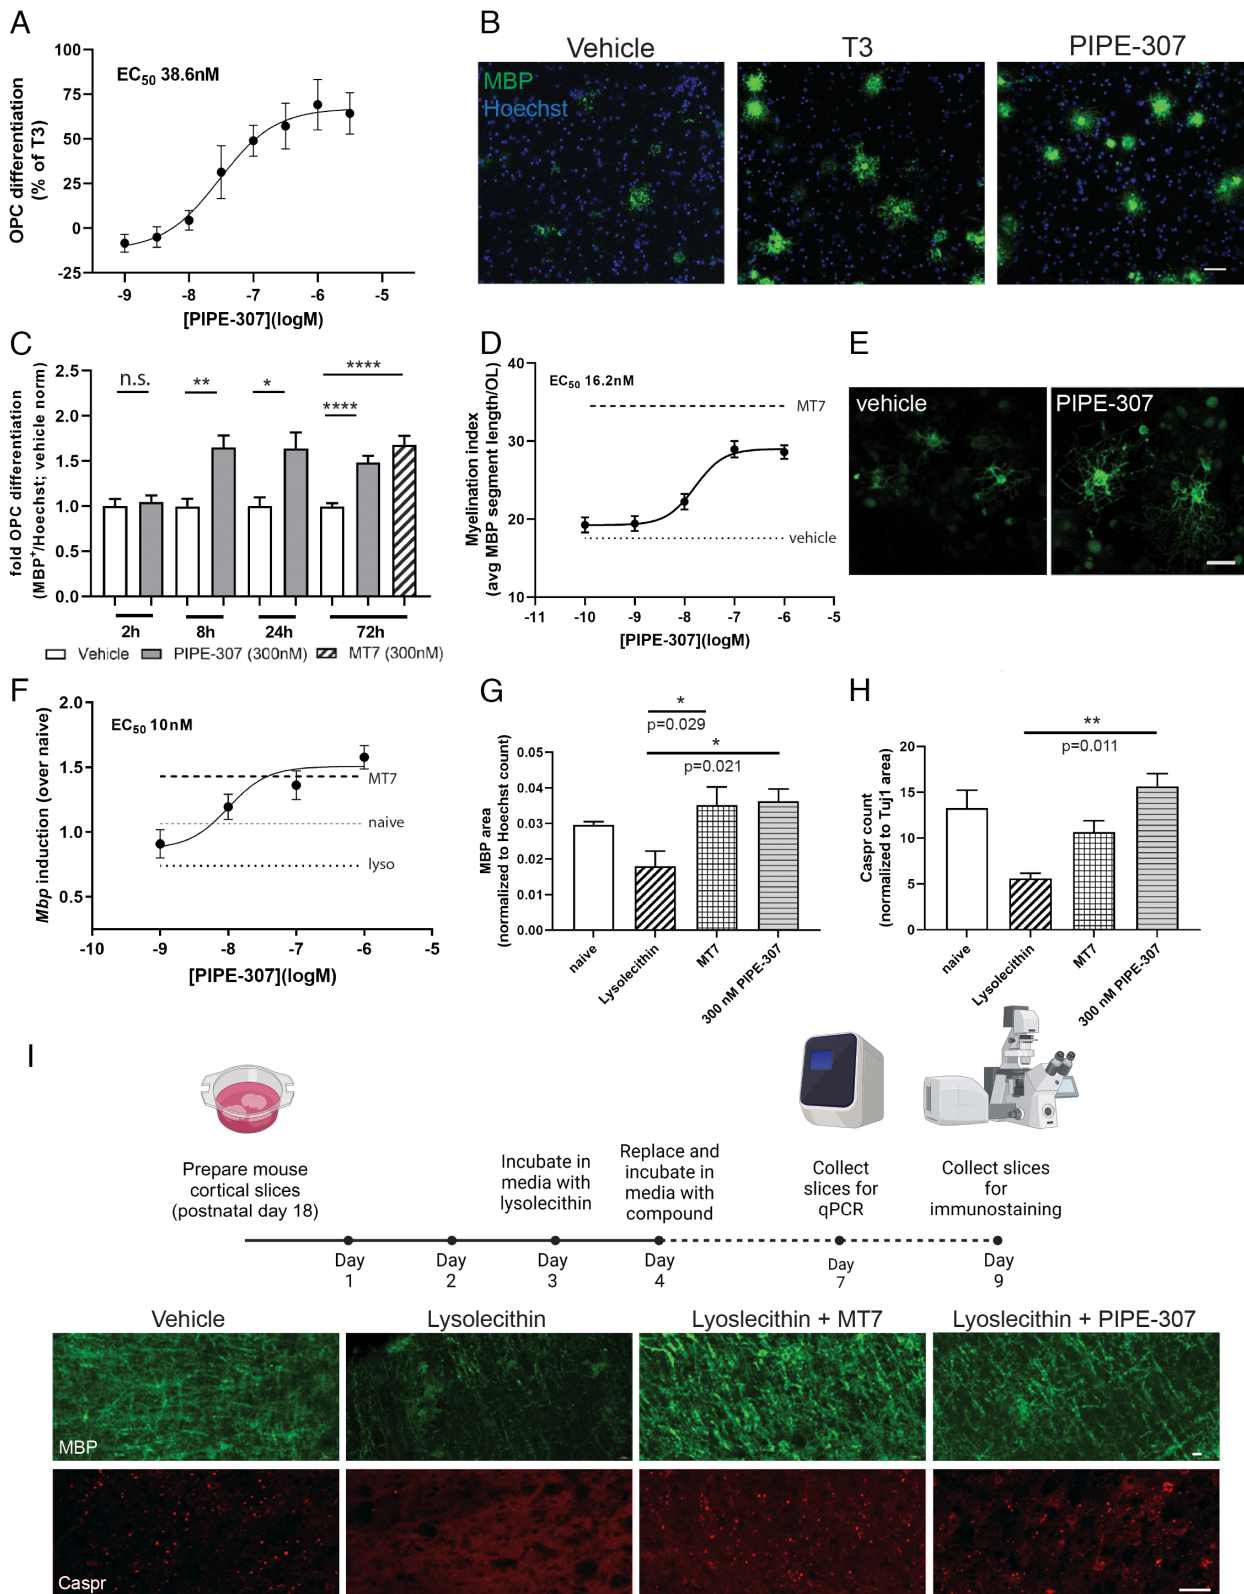 A
100
75
50
25
0
-25
OPC differentiation
(% of T3)
EC50 38.6nM
-9 -8 -7 -6 -5
[PIPE-307](logM)
B
Vehicle T3 PIPE-307
MBP
Hoechst
C
2.5
2.0
1.5
1.0
0.5
0.0
fold OPC differentiation
(MBP+/Hoechst; vehicle norm)
n.s. ** * **** ****
2h 8h 24h 72h
Vehicle PIPE-307 (300nM) MT7 (300nM)
D
40
30
20
10
Myelination index
(avg MBP segment length/OL)
EC50 16.2nM
MT7
vehicle
-11 -10 -9 -8 -7 -6 -5
[PIPE-307](logM)
E
vehicle PIPE-307
F
2.0
1.5
1.0
0.5
Mbp induction (over naive)
EC50 10nM
MT7
naive
lyso
-10 -9 -8 -7 -6 -5
[PIPE-307](logM)
G
*
p=0.029
*
p=0.021
0.05
0.04
0.03
0.02
0.01
0.00
MBP area
(normalized to Hoechst count)
naive
Lysolecithin
MT7
300 nM PIPE-307
H
**
p=0.011
20
15
10
5
0
Caspr count
(normalized to Tuj1 area)
naive
Lysolecithin
MT7
300 nM PIPE-307
I
Prepare mouse
cortical slices
(postnatal day 18)
Incubate in
media with
lysolecithin
Replace and
incubate in
media with
compound
Collect
slices for
qPCR
Collect slices
for
immunostaining
Day
1
Day
2
Day
3
Day
4
Day
7
Day
9
Vehicle Lysolecithin Lyoslecithin + MT7 Lyoslecithin + PIPE-307
MBP
Caspr